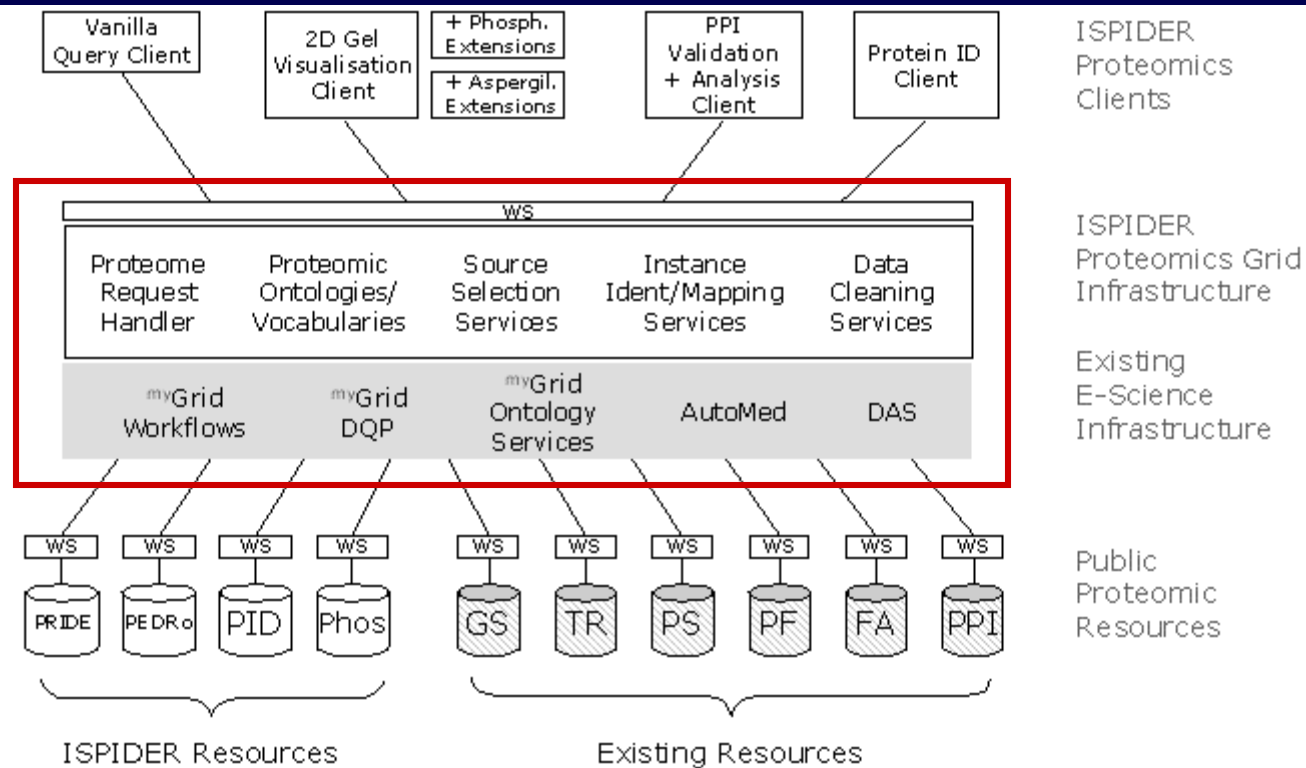 Vanilla
Query Client
2D Gel
Visualisation
Client
+ Phosph.
Extensions
+ Aspergil.
Extensions
PPI
Validation
+ Analysis
Client
Protein ID
Client
ISPIDER
Proteomics
Clients
WS
Proteome
Request
Handler
Proteomic
Ontologies/
Vocabularies
Source
Selection
Services
Instance
Ident/Mapping
Services
Data
Cleaning
Services
ISPIDER
Proteomics Grid
Infrastructure
myGrid
Workflows
myGrid
DQP
myGrid
Ontology
Services
AutoMed
DAS
Existing
E-Science
Infrastructure
WS
WS
WS
WS
WS
WS
WS
WS
WS
WS
PRIDE
PEDRo
PID
Phos
GS
TR
PS
PF
FA
PPI
Public
Proteomic
Resources
ISPIDER Resources
Existing Resources